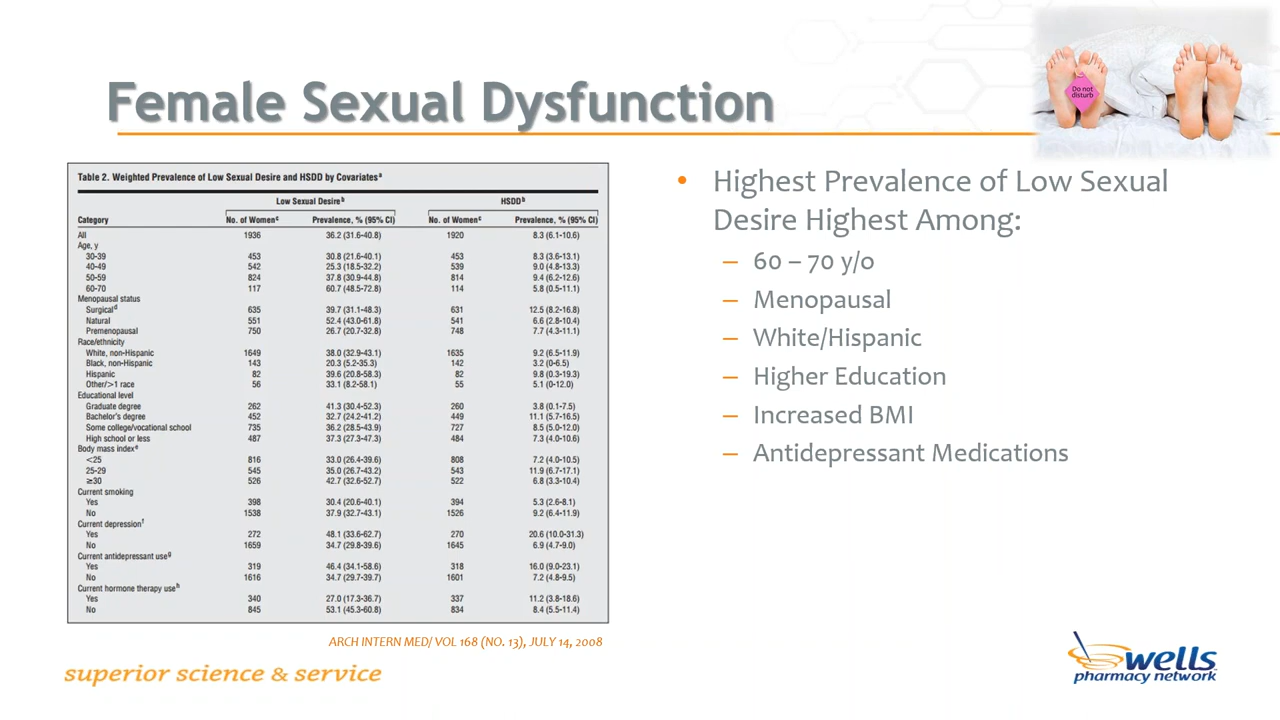 Do not
disturb
Female Sexual Dysfunction
Table 2. Weighted Prevalence of Low Sexual Desire and HSDD by Covariatesª
Low Sexual Desireᵇ HSDDᵇ
Category No. of Womenᶜ Prevalence, % (95% CI) No. of Womenᶜ Prevalence, % (95% CI)
All 1936 36.2 (31.6-40.8) 1920 8.3 (6.1-10.6)
Age, y
30-39 453 30.8 (21.6-40.1) 453 8.3 (3.6-13.1)
40-49 542 25.3 (18.5-32.2) 539 9.0 (4.8-13.3)
50-59 824 37.8 (30.9-44.8) 814 9.4 (6.2-12.6)
60-70 117 60.7 (48.5-72.8) 114 5.8 (0.5-11.1)
Menopausal status
Surgicalᵈ 635 39.7 (31.1-48.3) 631 12.5 (8.2-16.8)
Natural 551 52.4 (43.0-61.8) 541 6.6 (2.8-10.4)
Premenopausal 750 26.7 (20.7-32.8) 748 7.7 (4.3-11.1)
Race/ethnicity
White, non-Hispanic 1649 38.0 (32.9-43.1) 1635 9.2 (6.5-11.9)
Black, non-Hispanic 143 20.3 (5.2-35.3) 142 3.2 (0-6.5)
Hispanic 82 39.6 (20.8-58.3) 82 9.8 (0.3-19.3)
Other/>1 race 56 33.1 (8.2-58.1) 55 5.1 (0-12.0)
Educational level
Graduate degree 262 41.3 (30.4-52.3) 260 3.8 (0.1-7.5)
Bachelor's degree 452 32.7 (24.2-41.2) 449 11.1 (5.7-16.5)
Some college/vocational school 735 36.2 (28.5-43.9) 727 8.5 (5.0-12.0)
High school or less 487 37.3 (27.3-47.3) 484 7.3 (4.0-10.6)
Body mass indexᵉ
<25 816 33.0 (26.4-39.6) 808 7.2 (4.0-10.5)
25-29 545 35.0 (26.7-43.2) 543 11.9 (6.7-17.1)
≥30 526 42.7 (32.6-52.7) 522 6.8 (3.3-10.4)
Current smoking
Yes 398 30.4 (20.6-40.1) 394 5.3 (2.6-8.1)
No 1538 37.9 (32.7-43.1) 1526 9.2 (6.4-11.9)
Current depression†
Yes 272 48.1 (33.6-62.7) 270 20.6 (10.0-31.3)
No 1659 34.7 (29.8-39.6) 1645 6.9 (4.7-9.0)
Current antidepressant useᵍ
Yes 319 46.4 (34.1-58.6) 318 16.0 (9.0-23.1)
No 1616 34.7 (29.7-39.7) 1601 7.2 (4.8-9.5)
Current hormone therapy useʰ
Yes 340 27.0 (17.3-36.7) 337 11.2 (3.8-18.6)
No 845 53.1 (45.3-60.8) 834 8.4 (5.5-11.4)
ARCH INTERN MED/ VOL 168 (NO. 13), JULY 14, 2008
• Highest Prevalence of Low Sexual
Desire Highest Among:
– 60 – 70 y/o
– Menopausal
– White/Hispanic
– Higher Education
– Increased BMI
– Antidepressant Medications
superior science & service
wells
pharmacy network